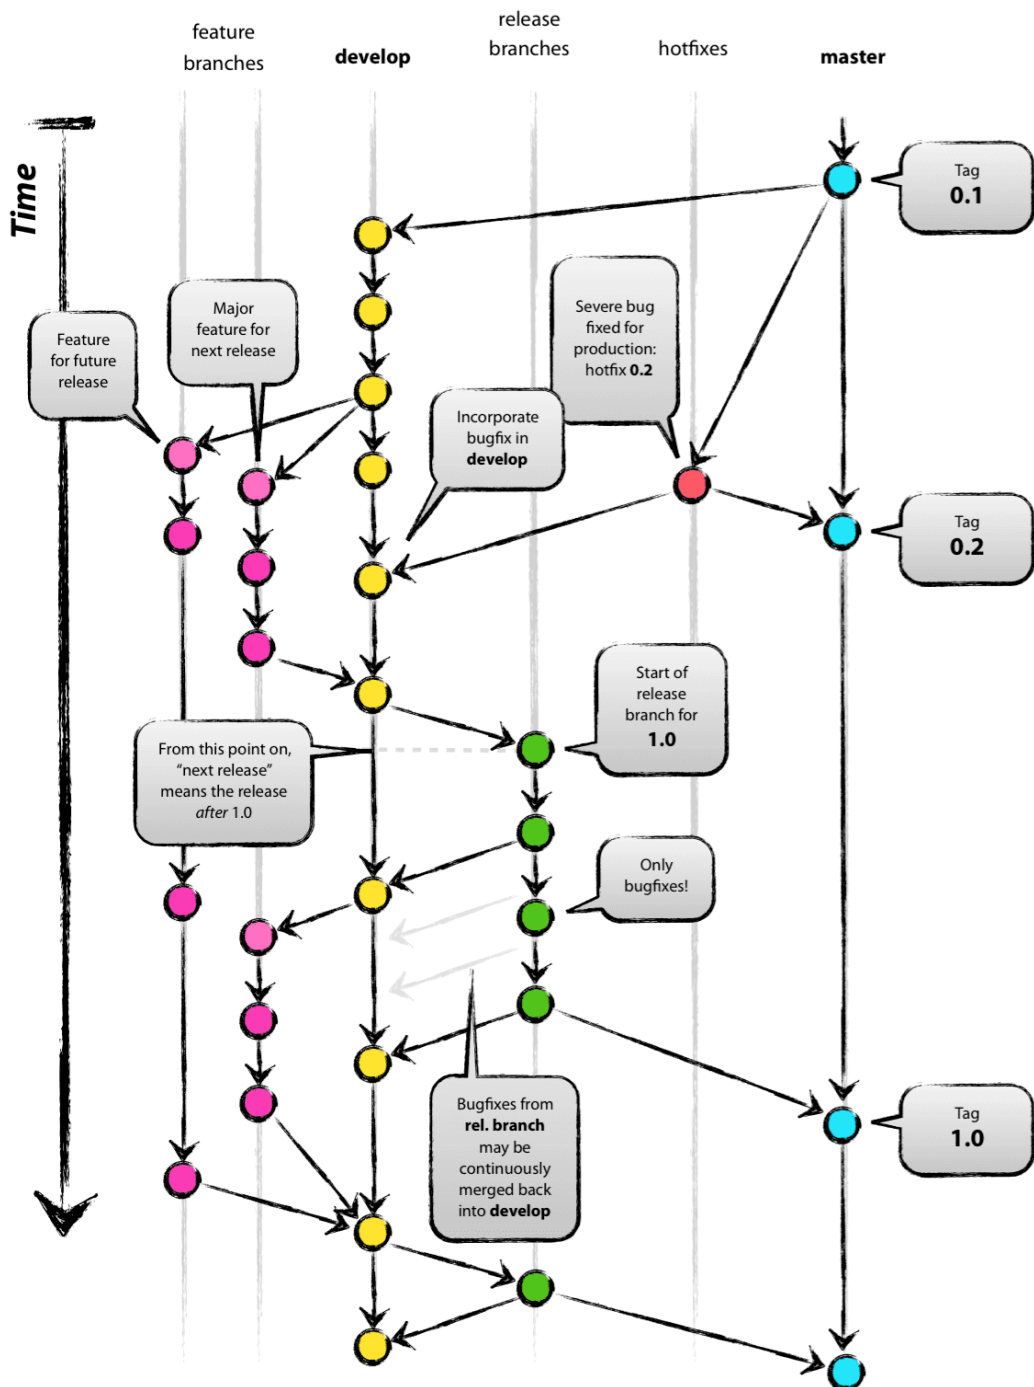 feature
branches
develop
release
branches
hotfixes
master
Time
Tag
0.1
Major
feature for
next release
Feature
for future
release
Severe bug
fixed for
production:
hotfix 0.2
Incorporate
bugfix in
develop
Tag
0.2
Start of
release
branch for
1.0
From this point on,
“next release”
means the release
after 1.0
Only
bugfixes!
Bugfixes from
rel. branch
may be
continuously
merged back
into develop
Tag
1.0